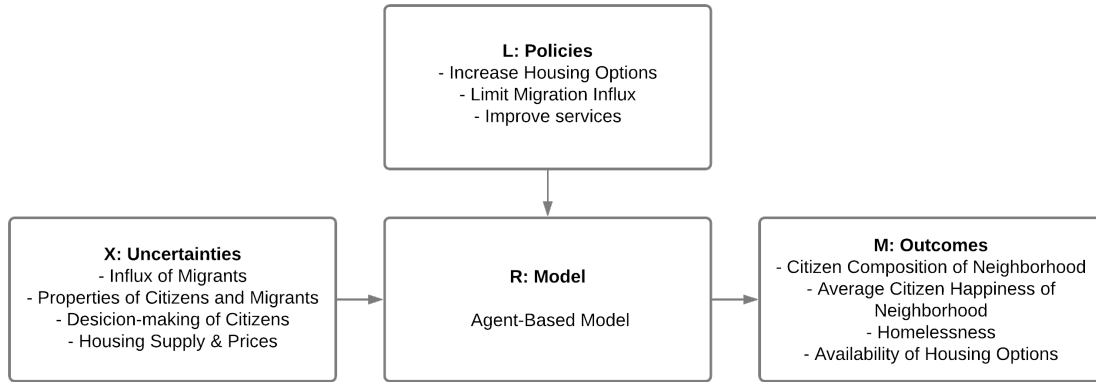 L: Policies
- Increase Housing Options
- Limit Migration Influx
- Improve services
X: Uncertainties
- Influx of Migrants
- Properties of Citizens and Migrants
- Desicion-making of Citizens
- Housing Supply & Prices
R: Model
Agent-Based Model
M: Outcomes
- Citizen Composition of Neighborhood
- Average Citizen Happiness of
Neighborhood
- Homelessness
- Availability of Housing Options